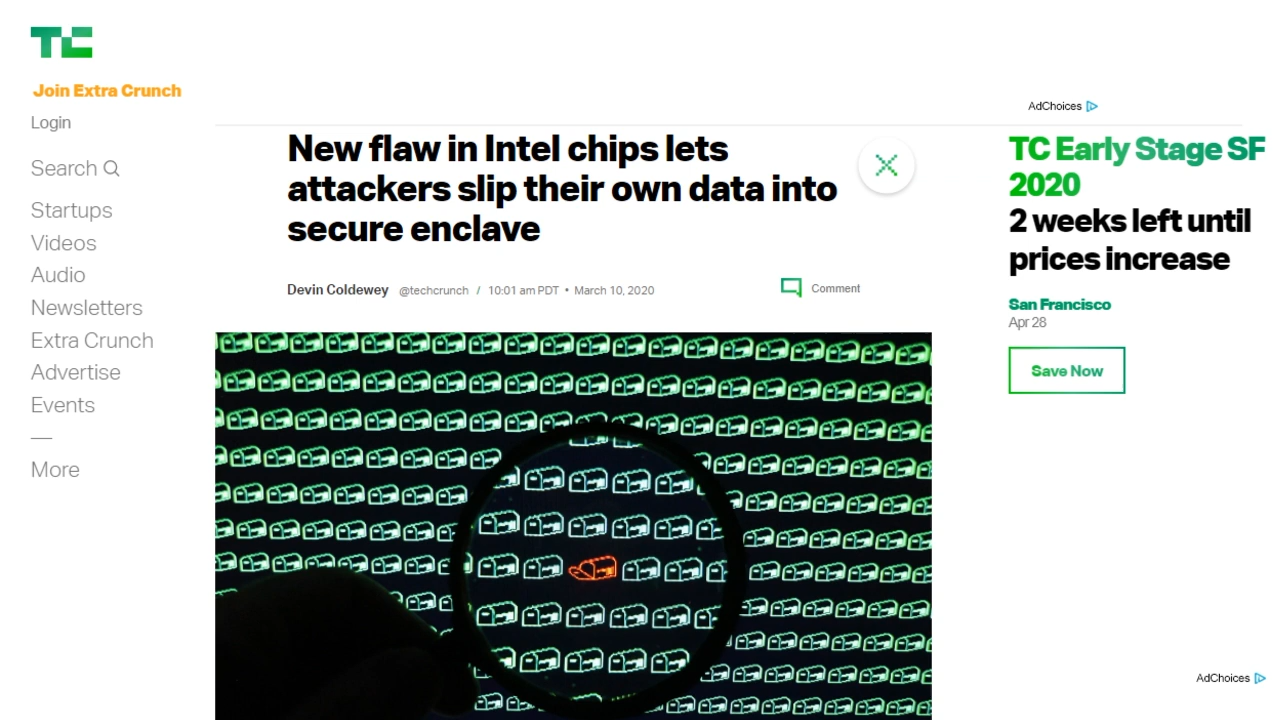 TC
Join Extra Crunch
Login
Search
Startups
Videos
Audio
Newsletters
Extra Crunch
Advertise
Events
—
More
AdChoices
New flaw in Intel chips lets
attackers slip their own data into
secure enclave
Devin Coldewey @techcrunch / 10:01 am PDT • March 10, 2020
Comment
TC Early Stage SF
2020
2 weeks left until
prices increase
San Francisco
Apr 28
Save Now
AdChoices